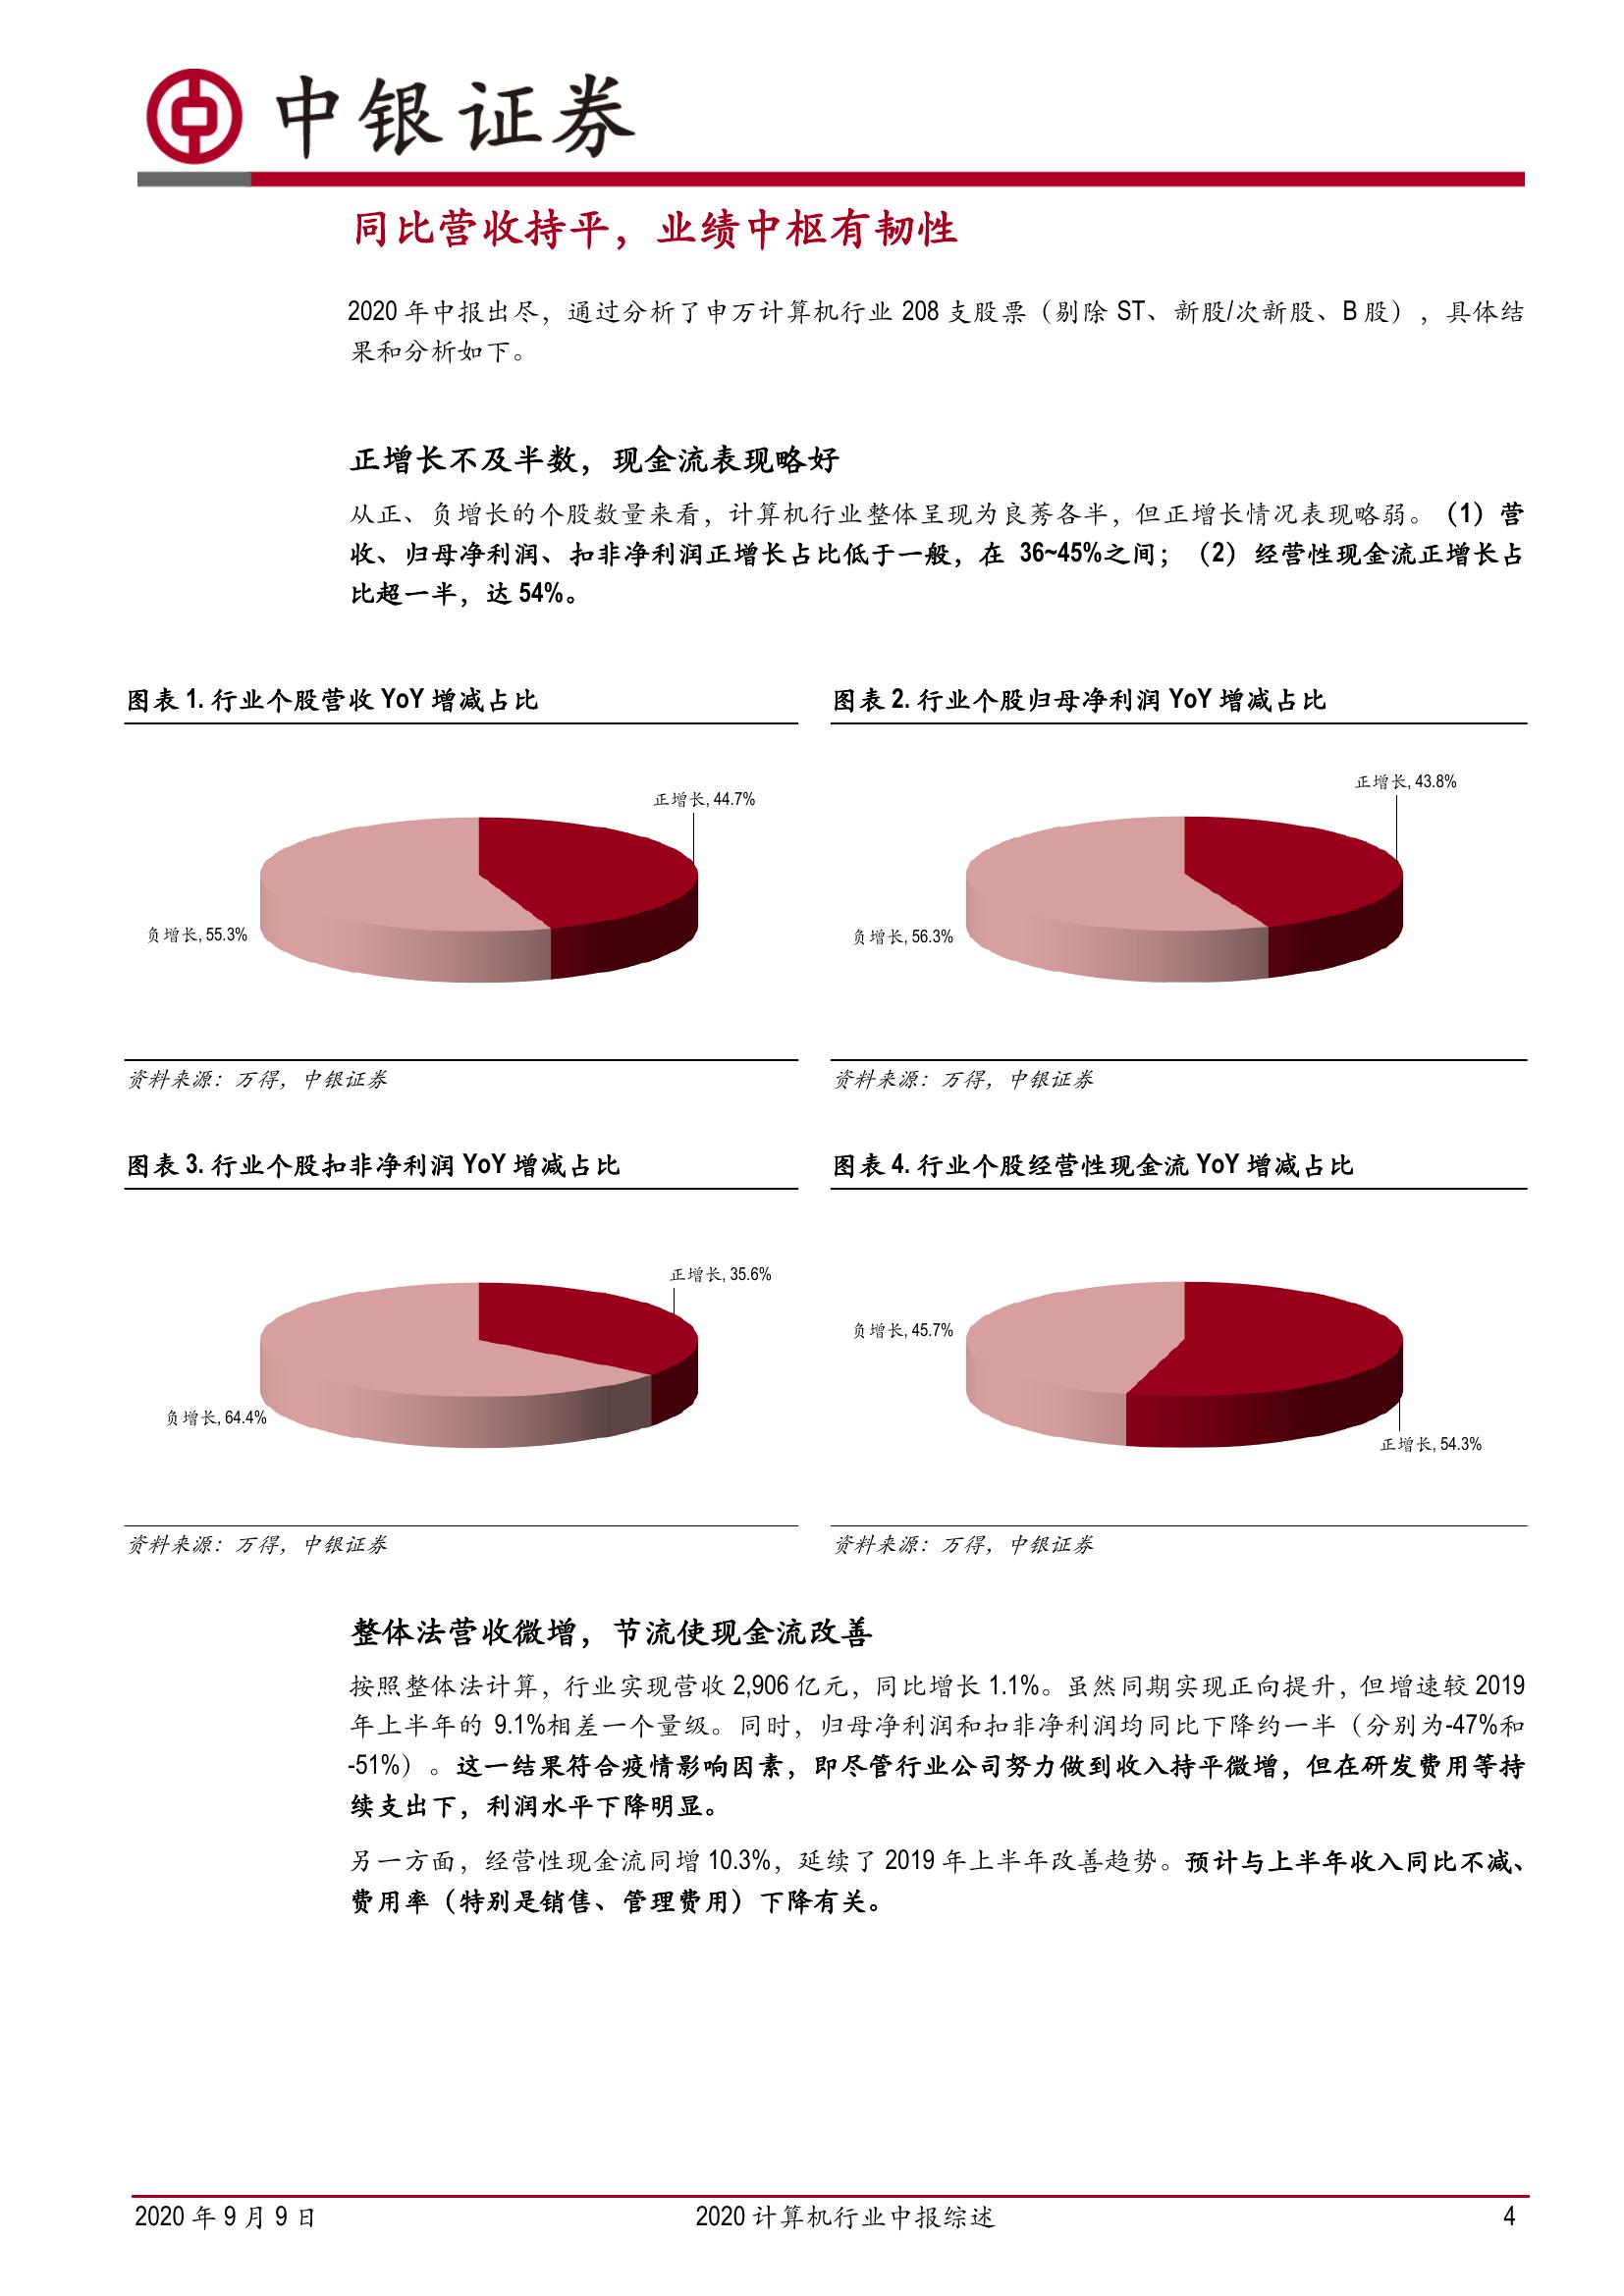 中银证券
同比营收持平，业绩中枢有韧性
2020 年中报出尽，通过分析了申万计算机行业 208 支股票（剔除 ST、新股/次新股、B 股），具体结
果和分析如下。
正增长不及半数，现金流表现略好
从正、负增长的个股数量来看，计算机行业整体呈现为良莠各半，但正增长情况表现略弱。（1）营
收、归母净利润、扣非净利润正增长占比低于一般，在 36~45%之间；（2）经营性现金流正增长占
比超一半，达 54%。
图表 1. 行业个股营收 YoY 增减占比
正增长, 44.7%
负增长, 55.3%
资料来源：万得，中银证券
图表 2. 行业个股归母净利润 YoY 增减占比
正增长, 43.8%
负增长, 56.3%
资料来源：万得，中银证券
图表 3. 行业个股扣非净利润 YoY 增减占比
正增长, 35.6%
负增长, 64.4%
资料来源：万得，中银证券
图表 4. 行业个股经营性现金流 YoY 增减占比
负增长, 45.7%
正增长, 54.3%
资料来源：万得，中银证券
整体法营收微增，节流使现金流改善
按照整体法计算，行业实现营收 2,906 亿元，同比增长 1.1%。虽然同期实现正向提升，但增速较 2019
年上半年的 9.1%相差一个量级。同时，归母净利润和扣非净利润均同比下降约一半（分别为-47%和
-51%）。这一结果符合疫情影响因素，即尽管行业公司努力做到收入持平微增，但在研发费用等持
续支出下，利润水平下降明显。
另一方面，经营性现金流同增 10.3%，延续了 2019 年上半年改善趋势。预计与上半年收入同比不减、
费用率（特别是销售、管理费用）下降有关。
2020 年 9 月 9 日
2020 计算机行业中报综述
4